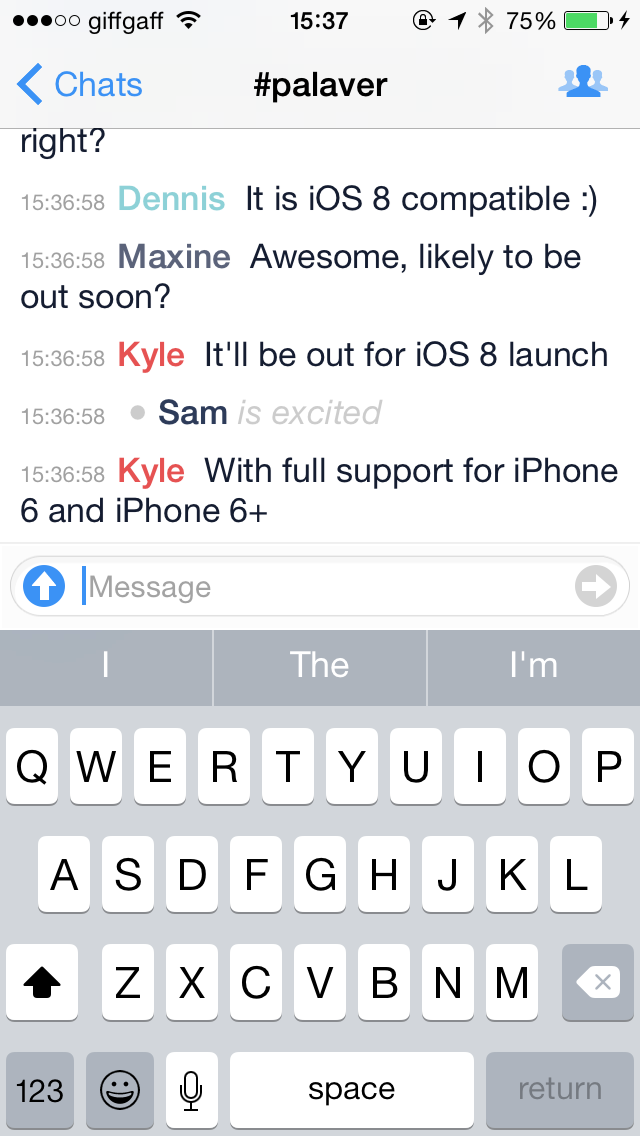 giffgaff 15:37 75%
Chats #palaver
right?
15:36:58 Dennis It is iOS 8 compatible :)
15:36:58 Maxine Awesome, likely to be
out soon?
15:36:58 Kyle It'll be out for iOS 8 launch
15:36:58 Sam is excited
15:36:58 Kyle With full support for iPhone
6 and iPhone 6+
Message
I The I'm
Q W E R T Y U I O P
A S D F G H J K L
Z X C V B N M
123 space return